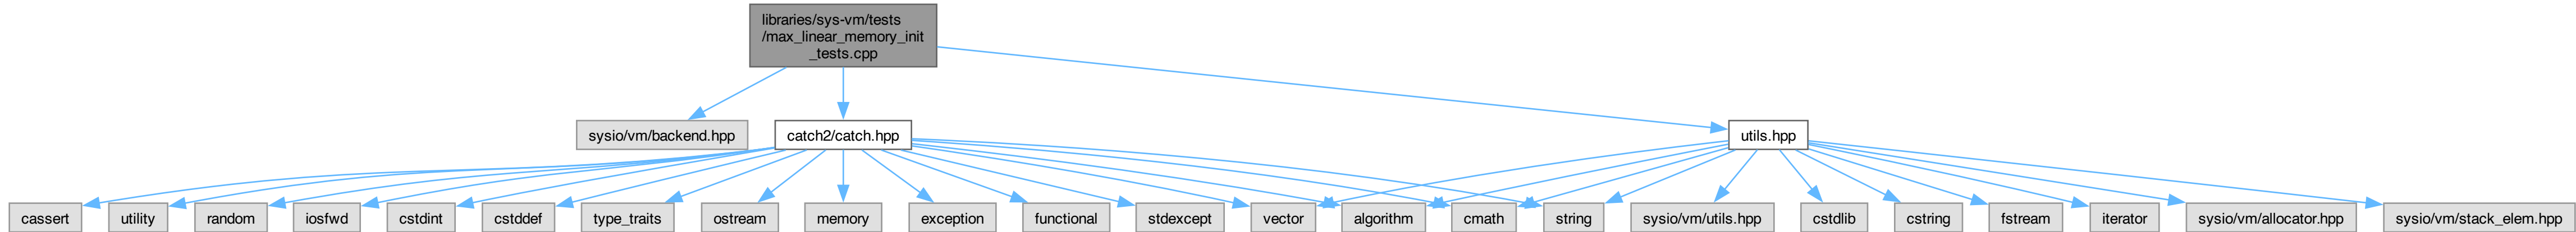 libraries/sys-vm/tests
/max_linear_memory_init
_tests.cpp
sysio/vm/backend.hpp
catch2/catch.hpp
utils.hpp
cassert
utility
random
iosfwd
cstdint
cstddef
type_traits
ostream
memory
exception
functional
stdexcept
vector
algorithm
cmath
string
sysio/vm/utils.hpp
cstdlib
cstring
fstream
iterator
sysio/vm/allocator.hpp
sysio/vm/stack_elem.hpp